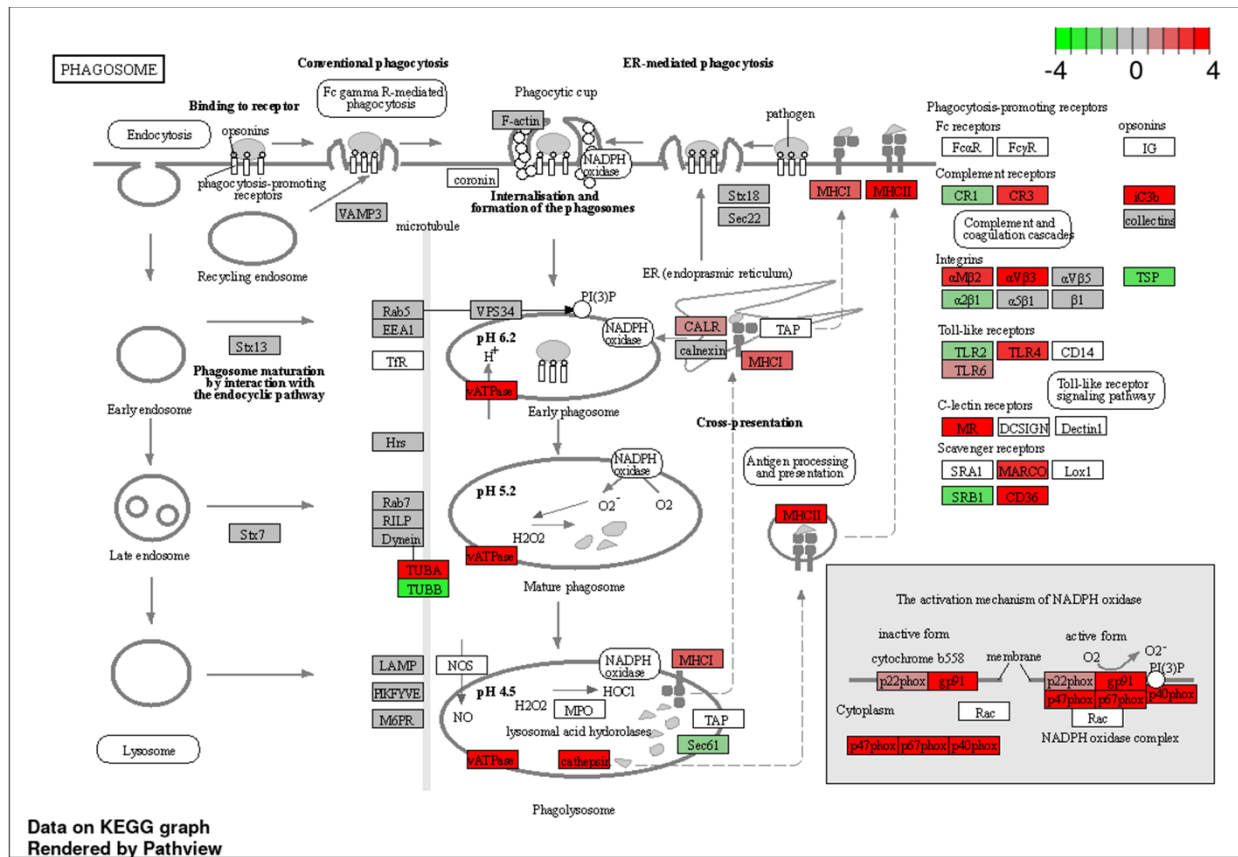 -4 0 4
PHAGOSOME
Conventional phagocytosis
ER-mediated phagocytosis
Fc gamma R-mediated
phagocytosis
Phagocytic cup
Binding to receptor
Endocytosis
opsonins
F-actin
pathogen
NADPH
oxidase
phagocytosis-promoting
receptors
coronin
Internalisation and
formation of the phagosomes
VAMP3
microtubule
Stx18
Sec22
MHCI
MHCII
Recycling endosome
ER (endoprasmic reticulum)
Phagocytosis-promoting receptors
Fc receptors
FcαR
FcγR
opsonins
IG
Complement receptors
CR1
CR3
iC3b
collectins
Complement and
coagulation cascades
Integrins
αMβ2
αVβ3
αVβ5
TSP
α2β1
α5β1
β1
Toll-like receptors
TLR2
TLR4
CD14
TLR6
Toll-like receptor
signaling pathway
C-lectin receptors
MR
DCSIGN
Dectin1
Scavenger receptors
SRA1
MARCO
Lox1
SRB1
CD36
Rab5
EEA1
VPS34
PI(3)P
NADPH
oxidase
CALR
calnexin
TAP
MHCI
Stx13
TfR
pH 6.2
H+
vATPase
Phagosome maturation
by interaction with
the endocyclic pathway
Early endosome
Early phagosome
Cross-presentation
Hrs
NADPH
oxidase
Antigen processing
and presentation
pH 5.2
O2-
O2
H2O2
MHCII
Rab7
RILP
Dynein
Stx7
vATPase
Late endosome
TUBA
TUBB
Mature phagosome
LAMP
PIKFYVE
M6PR
NOS
NO
NADPH
oxidase
MHCI
pH 4.5
HOCl
H2O2
MPO
TAP
lysosomal acid hydorolases
Sec61
Lysosome
vATPase
cathepsin
Phagolysosome
The activation mechanism of NADPH oxidase
inactive form
active form
cytochrome b558
membrane
O2
O2-
PI(3)P
p22phox
gp91
p22phox
gp91
p47phox
p67phox
p40phox
Cytoplasm
Rac
Rac
NADPH oxidase complex
p47phox
p67phox
p40phox
Data on KEGG graph
Rendered by Pathview